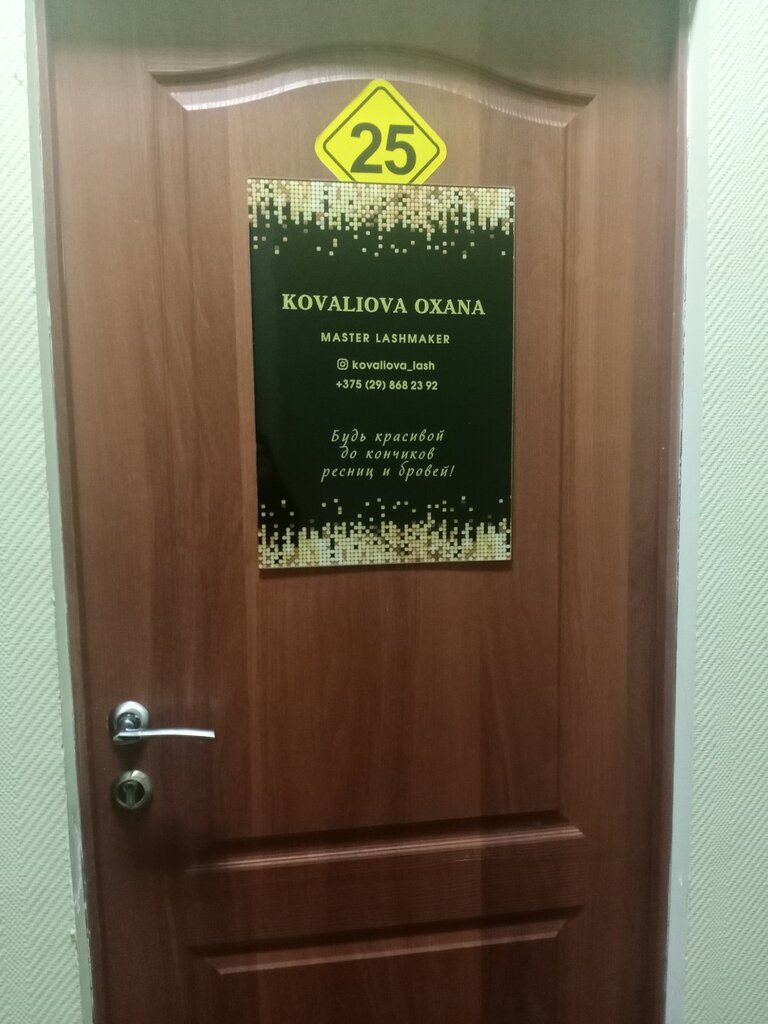 25
KOVALIOVA OXANA
MASTER LASHMAKER
kovaliova_lash
+375 (29) 868 23 92
Будь красивой
до кончиков
ресниц и бровей!